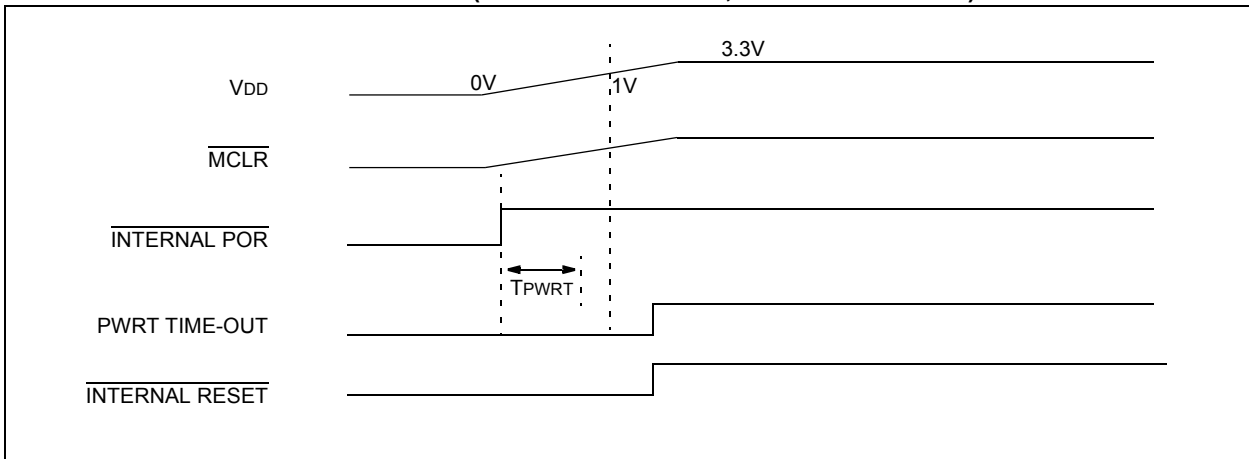 3.3V
VDD
0V
1V
MCLR
INTERNAL POR
TPWRT
PWRT TIME-OUT
INTERNAL RESET